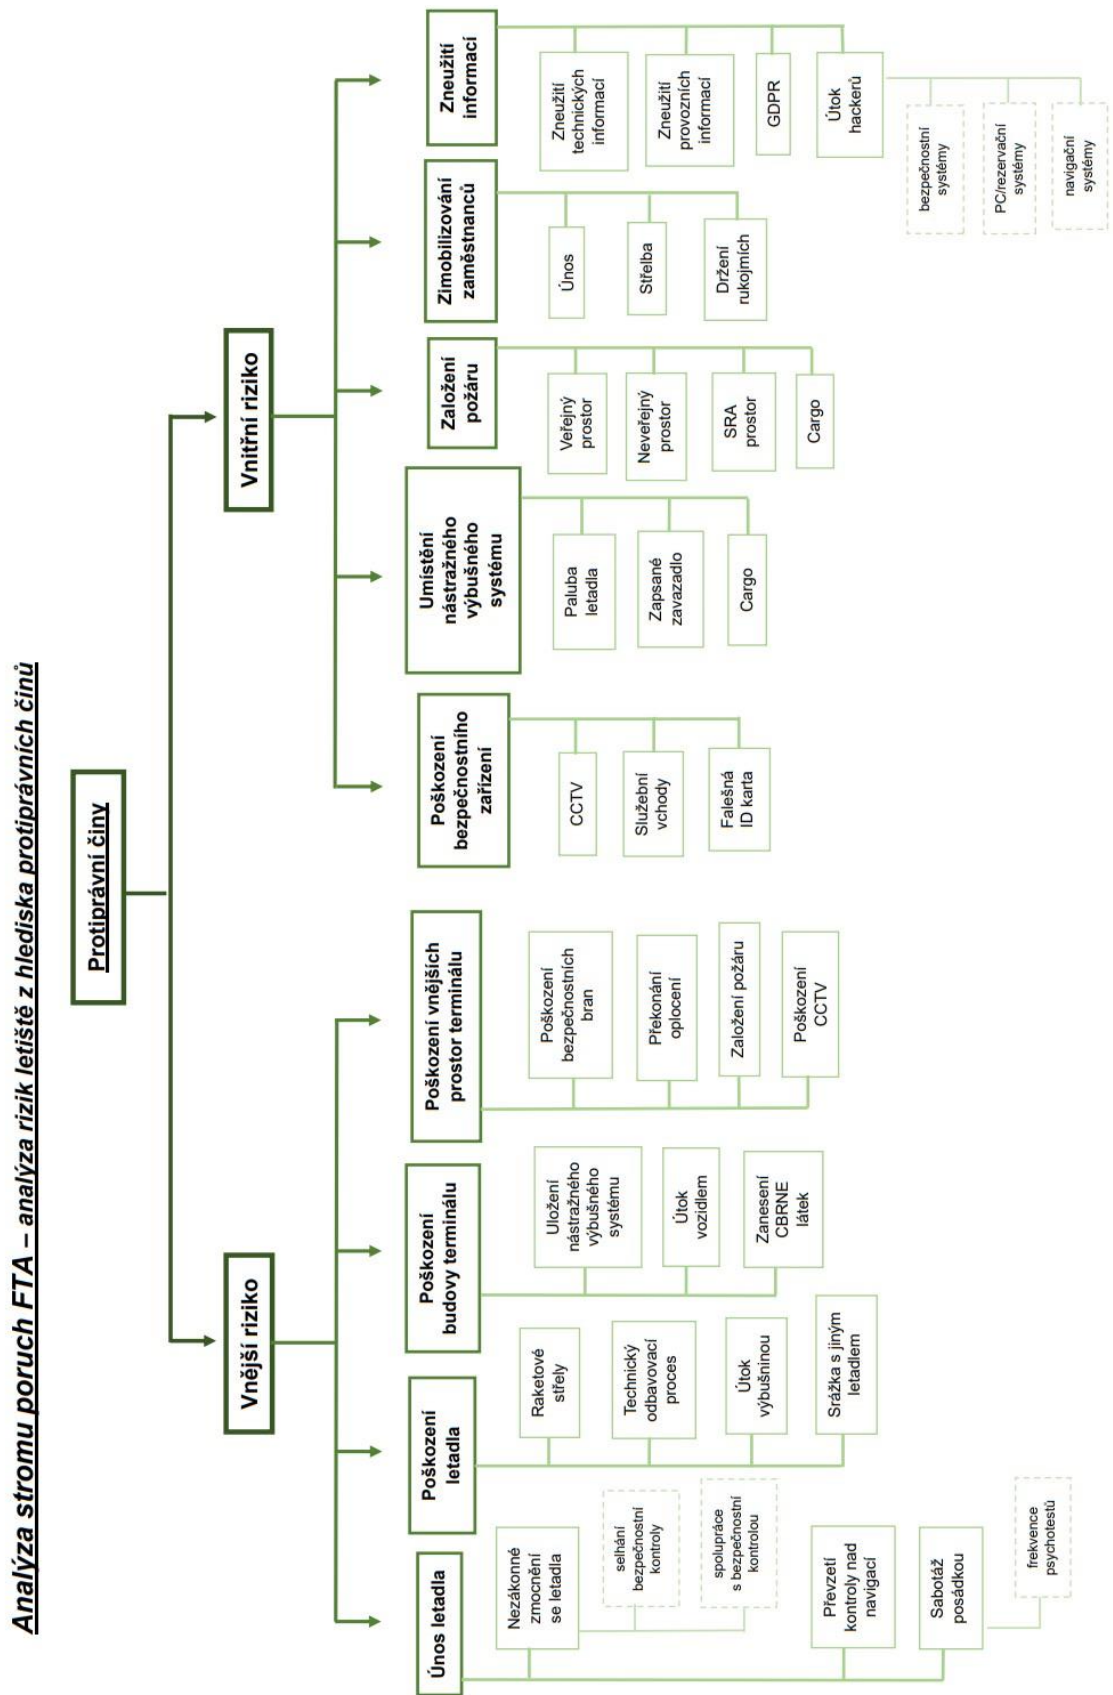 Analýza stromu poruch FTA – analýza rizik letiště z hlediska protiprávních činů
Protiprávní činy
Vnější riziko
Vnitřní riziko
Únos letadla
Poškození
letadla
Poškození
budovy terminálu
Poškození vnějších
prostor terminálu
Poškození
bezpečnostního
zařízení
Umístění
nástražného
výbušného
systému
Založení
požáru
Zimobilizování
zaměstnanců
Zneužití
informací
Nezákonné
zmocnění
se letadla
selhání
bezpečnostní
kontroly
spolupráce
s bezpečnostní
kontrolou
Převzetí
kontroly nad
navigací
Sabotáž
posádkou
frekvence
psychotestů
Raketové
střely
Technický
odbavovací
proces
Útok
výbušninou
Srážka s jiným
letadlem
Uložení
nástražného
výbušného
systému
Útok
vozidlem
Zanesení
CBRNE
látek
Poškození
bezpečnostních
bran
Překonání
oplocení
Založení požáru
Poškození
CCTV
CCTV
Služební
vchody
Falešná
ID karta
Paluba
letadla
Zapsané
zavazadlo
Cargo
Veřejný
prostor
Neveřejný
prostor
SRA
prostor
Cargo
Únos
Střelba
Držení
rukojmích
Zneužití
technických
informací
Zneužití
provozních
informací
GDPR
Útok
hackerů
bezpečnostní
systémy
PC/rezervační
systémy
navigační
systémy